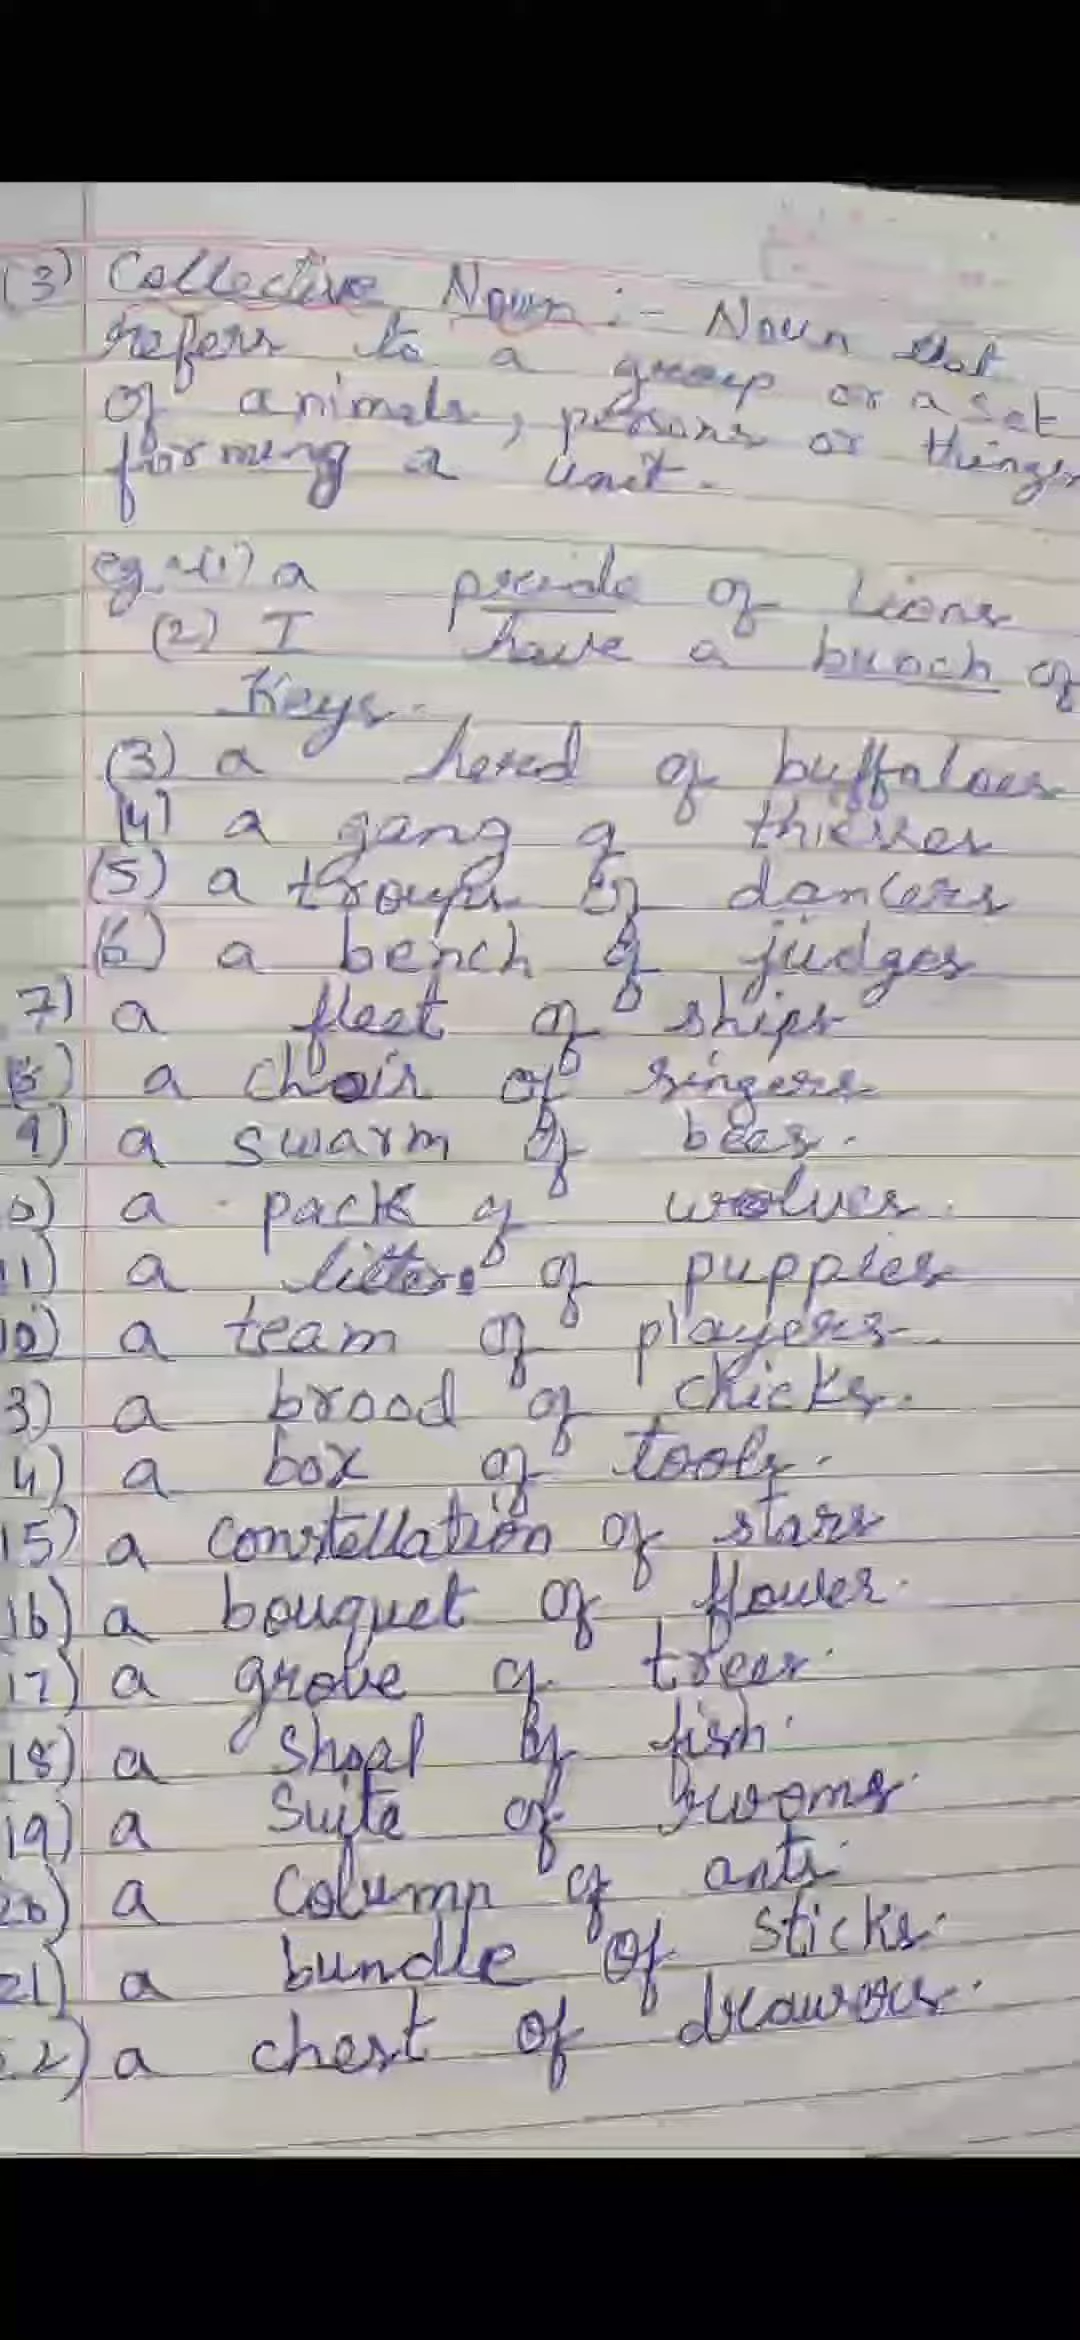 (3) Collective Noun :- Noun that
refers to a group or a set
of animals, persons or things
forming a unit.
eg :- (1) a pride of Lions
(2) I have a bunch of
Keys.
(3) a herd of buffaloes
(4) a gang of thieves
(5) a troupe of dancers
(6) a bench of judges
7) a fleet of ships
(8) a choir of singers
9) a swarm of bees.
0) a pack of wolves.
11) a litter of puppies
12) a team of players.
3) a brood of chicks.
4) a box of tools.
15) a constellation of stars
16) a bouquet of flower.
17) a grove of trees.
18) a Shoal of fish.
19) a Suite of rooms.
20) a Column of ants.
21) a bundle of sticks.
22) a chest of drawers.